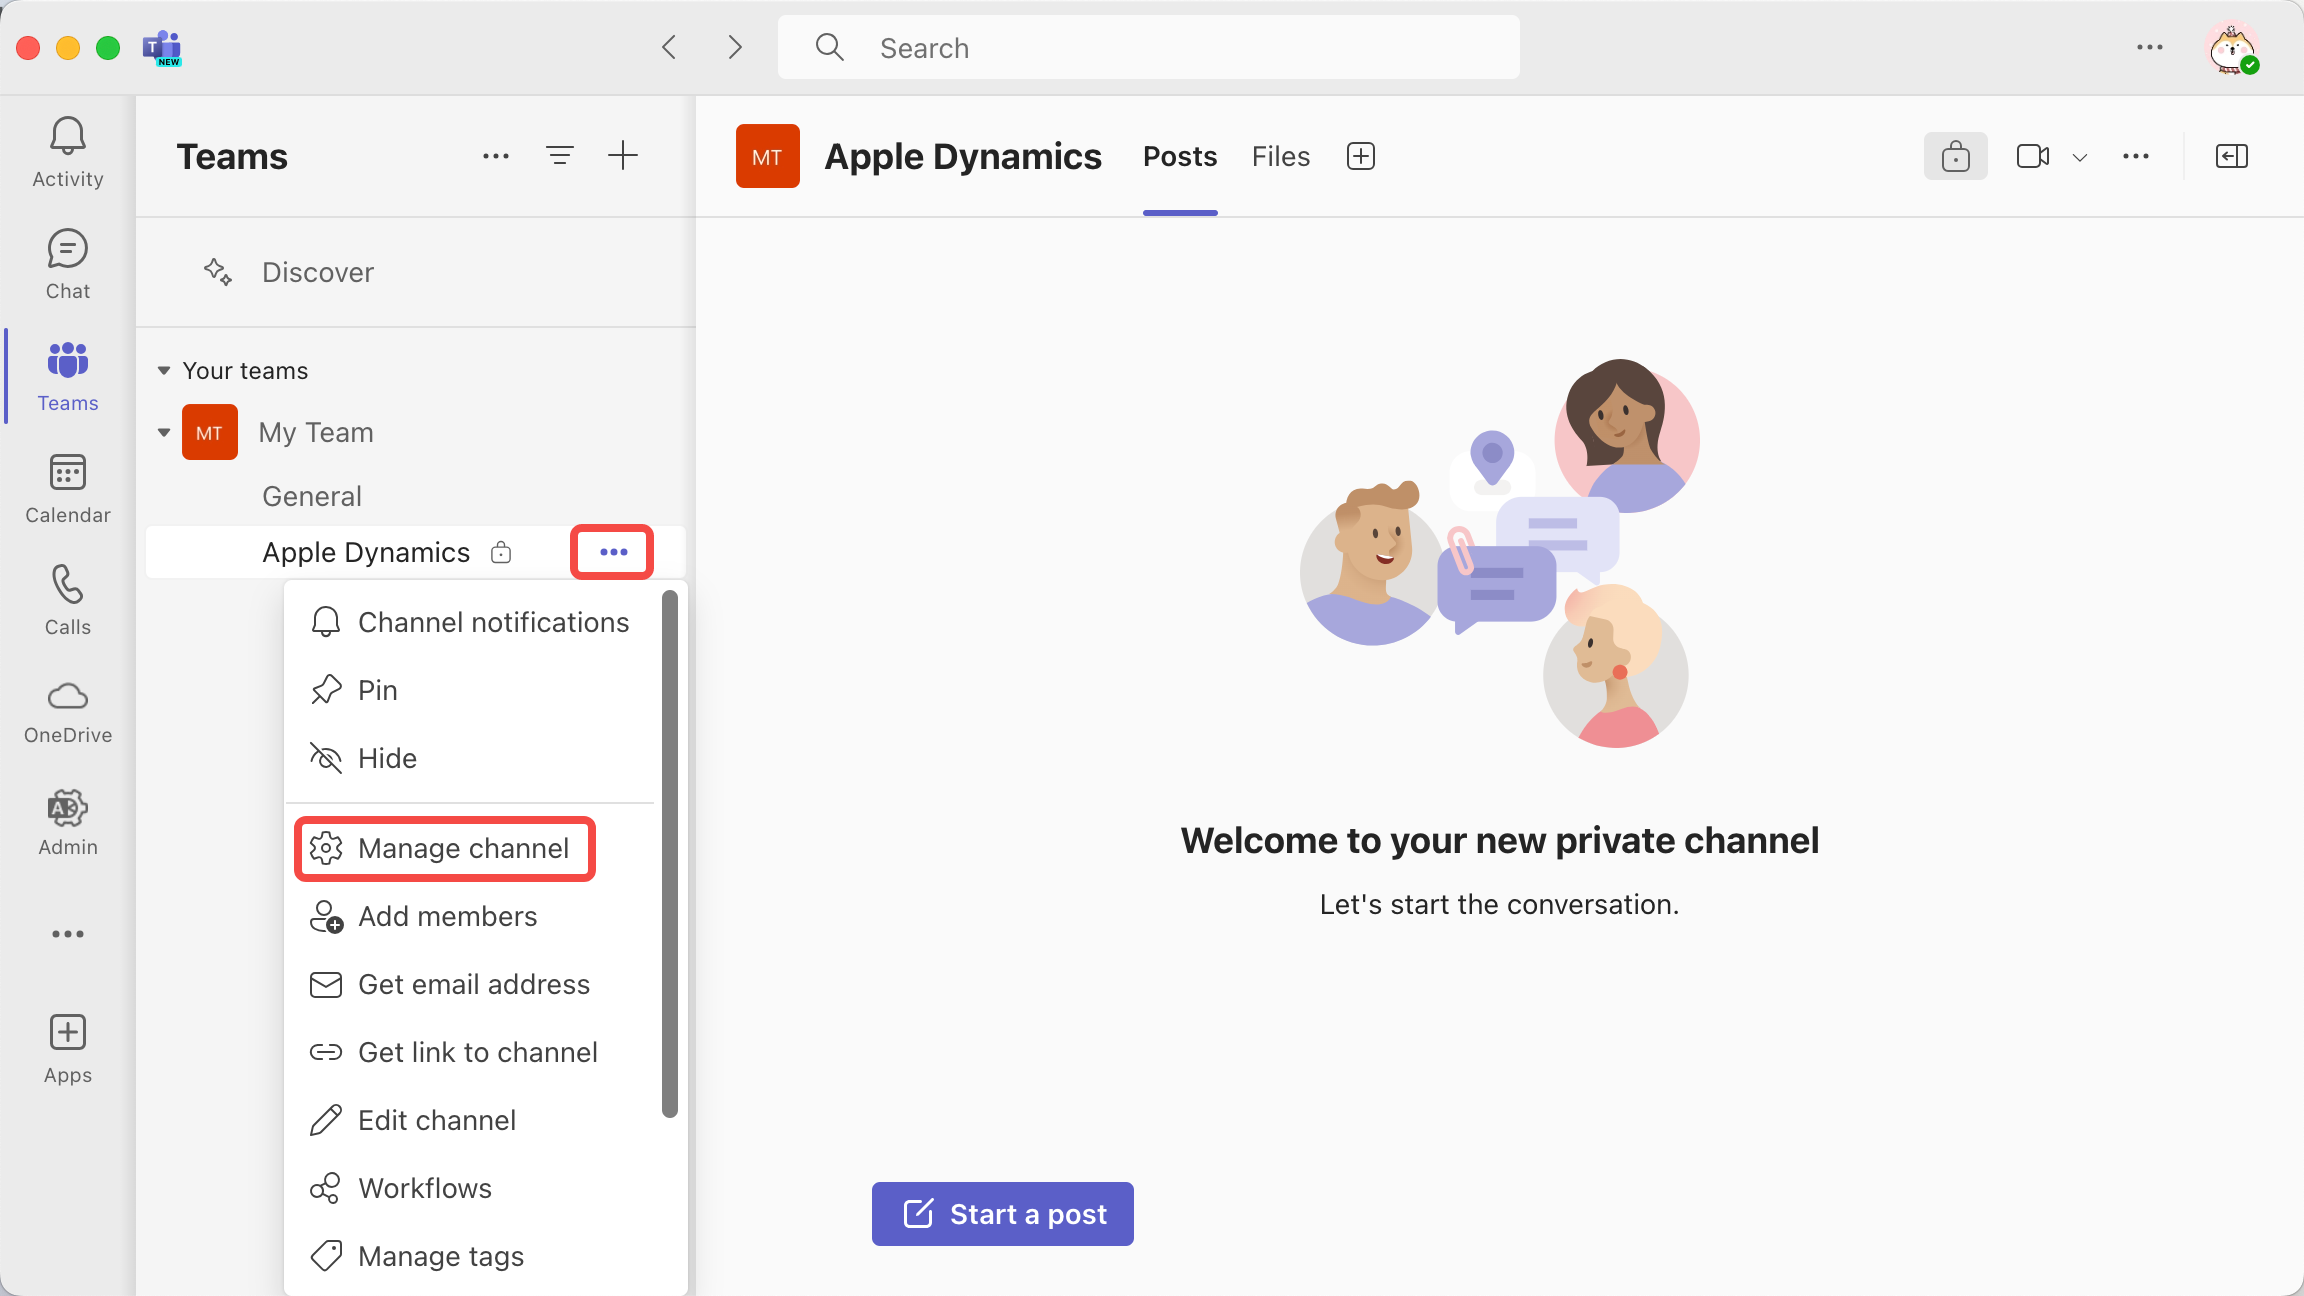 T
NEW
Search
Activity
Chat
Teams
Calendar
Calls
OneDrive
A
Admin
Apps
Teams
Discover
Your teams
MT
My Team
General
Apple Dynamics
Channel notifications
Pin
Hide
Manage channel
Add members
Get email address
Get link to channel
Edit channel
Workflows
Manage tags
MT
Apple Dynamics
Posts
Files
Welcome to your new private channel
Let's start the conversation.
Start a post